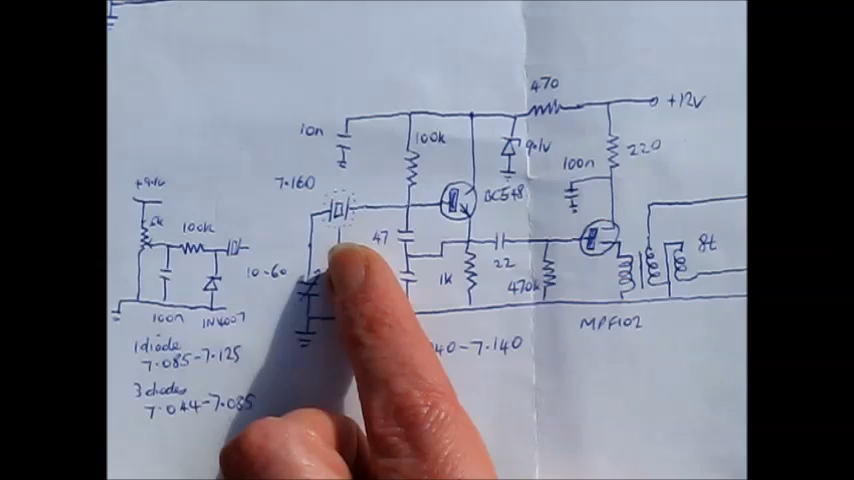 470
+12v
10n
100k
9.1v
220
100n
7.160
BC548
+9.1v
5k
100k
47
8t
10-60
1k
22
470k
100n
1N4007
MPF102
1 diode
7.085-7.125
40-7.140
3 diodes
7.044-7.085